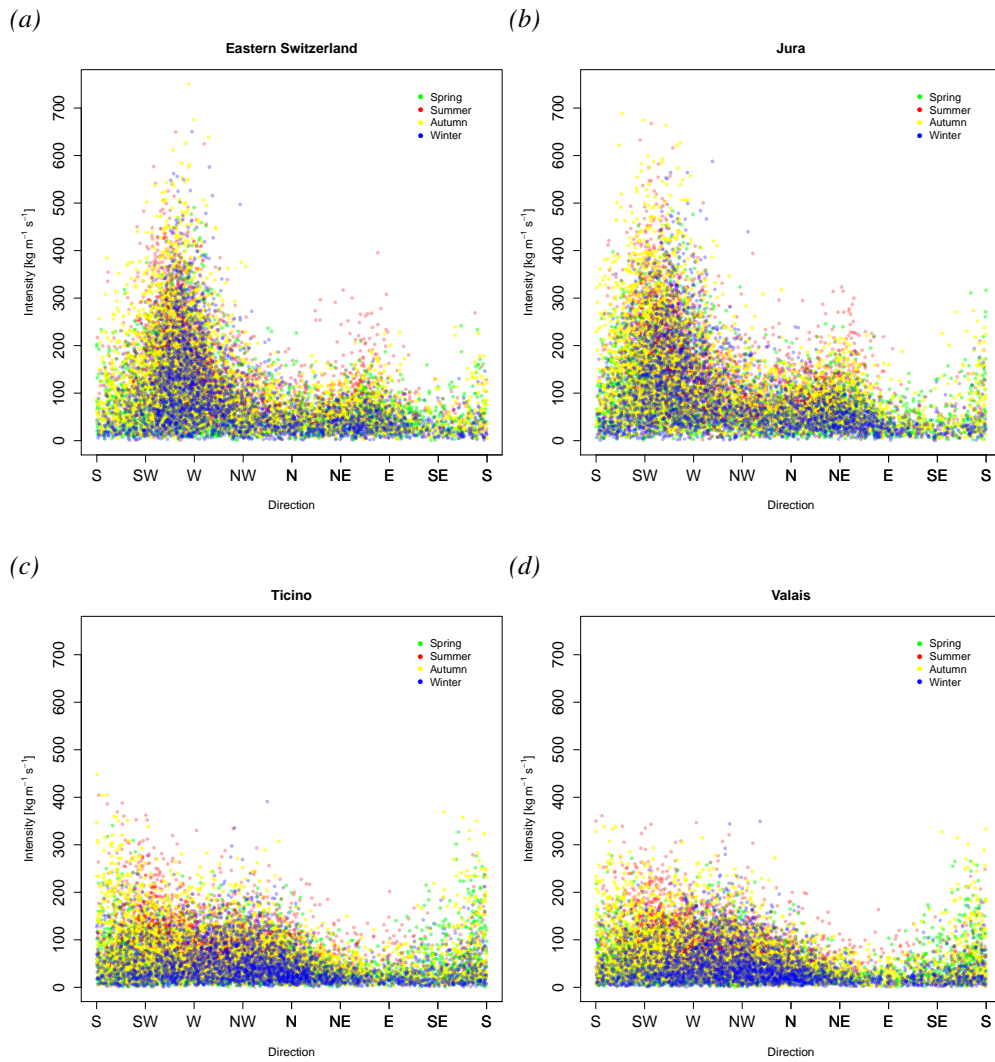 (a)
Eastern Switzerland
Intensity [kg m⁻¹ s⁻¹]
700
600
500
400
300
200
100
0
Spring
Summer
Autumn
Winter
S SW W NW N NE E SE S
Direction
(b)
Jura
Intensity [kg m⁻¹ s⁻¹]
700
600
500
400
300
200
100
0
Spring
Summer
Autumn
Winter
S SW W NW N NE E SE S
Direction
(c)
Ticino
Intensity [kg m⁻¹ s⁻¹]
700
600
500
400
300
200
100
0
Spring
Summer
Autumn
Winter
S SW W NW N NE E SE S
Direction
(d)
Valais
Intensity [kg m⁻¹ s⁻¹]
700
600
500
400
300
200
100
0
Spring
Summer
Autumn
Winter
S SW W NW N NE E SE S
Direction